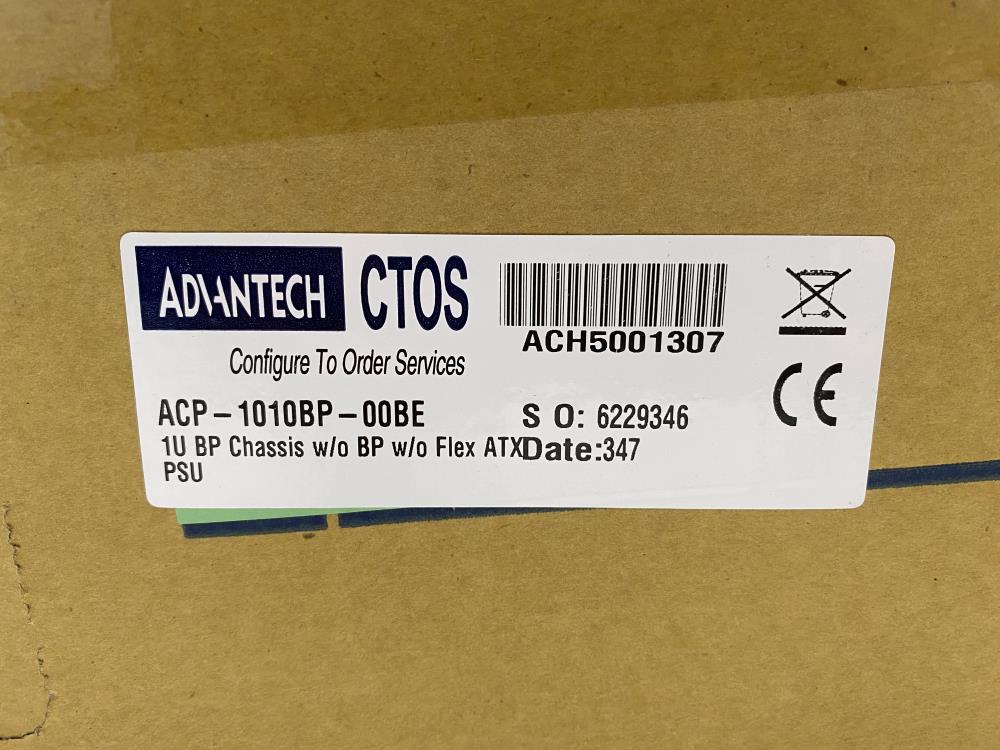 ADVANTECH CTOS
Configure To Order Services
ACH5001307
ACP-1010BP-00BE
S O: 6229346
1U BP Chassis w/o BP w/o Flex ATX
PSU
Date:347
CE